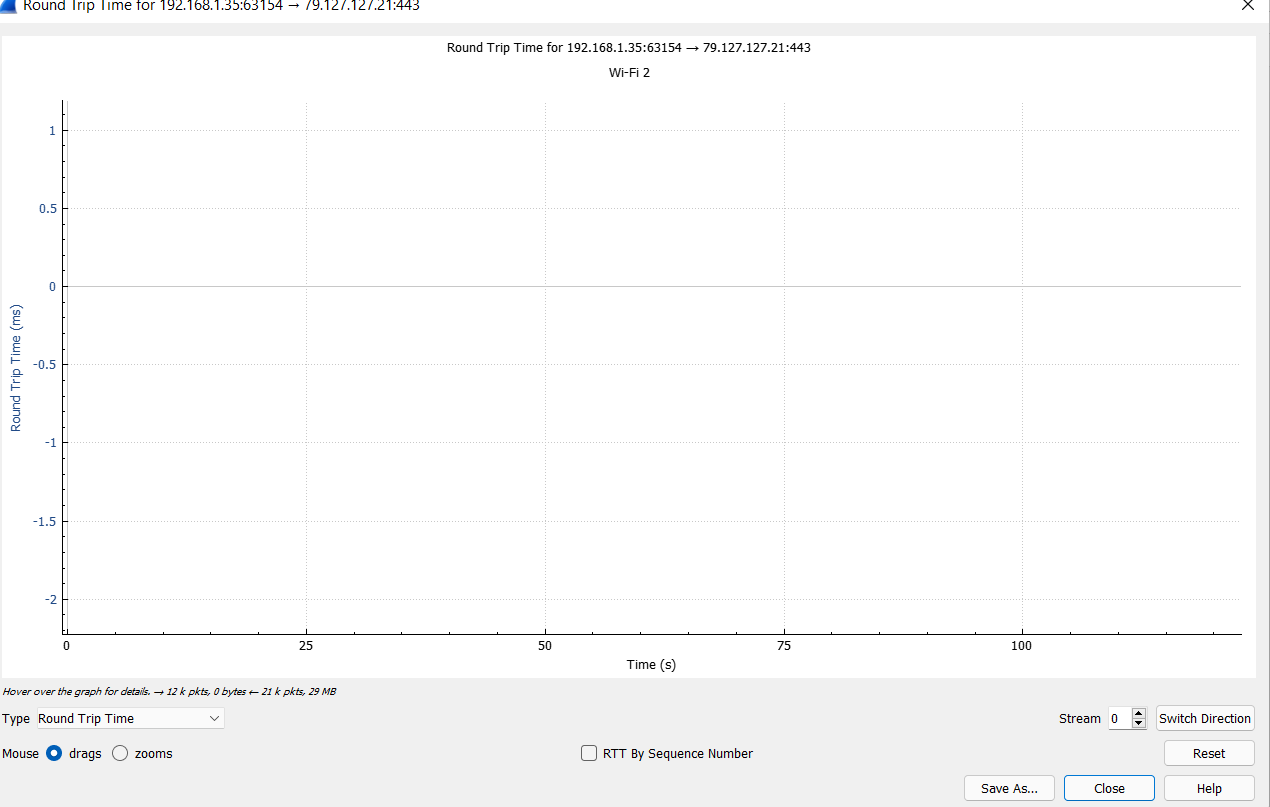 Round Trip Time for 192.168.1.35:63154 → 79.127.127.21:443
Round Trip Time for 192.168.1.35:63154 → 79.127.127.21:443
Wi-Fi 2
1
0.5
0
-0.5
-1
-1.5
-2
Round Trip Time (ms)
0 25 50 75 100
Time (s)
Hover over the graph for details. → 12 k pkts, 0 bytes ← 21 k pkts, 29 MB
Type Round Trip Time Stream 0 Switch Direction
Mouse drags zooms RTT By Sequence Number Reset
Save As... Close Help